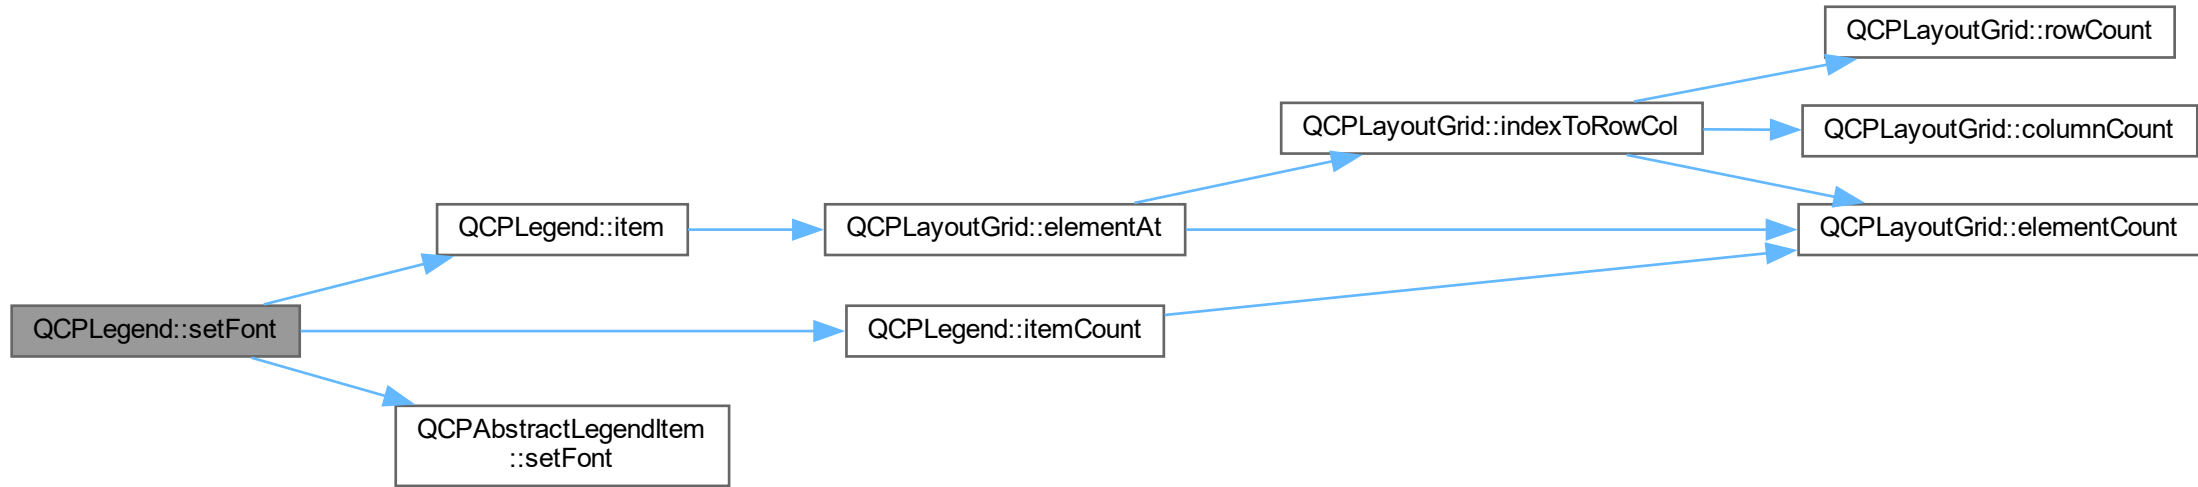 QCPLayoutGrid::rowCount
QCPLayoutGrid::indexToRowCol
QCPLayoutGrid::columnCount
QCPLegend::item
QCPLayoutGrid::elementAt
QCPLayoutGrid::elementCount
QCPLegend::setFont
QCPLegend::itemCount
QCPAbstractLegendItem
::setFont